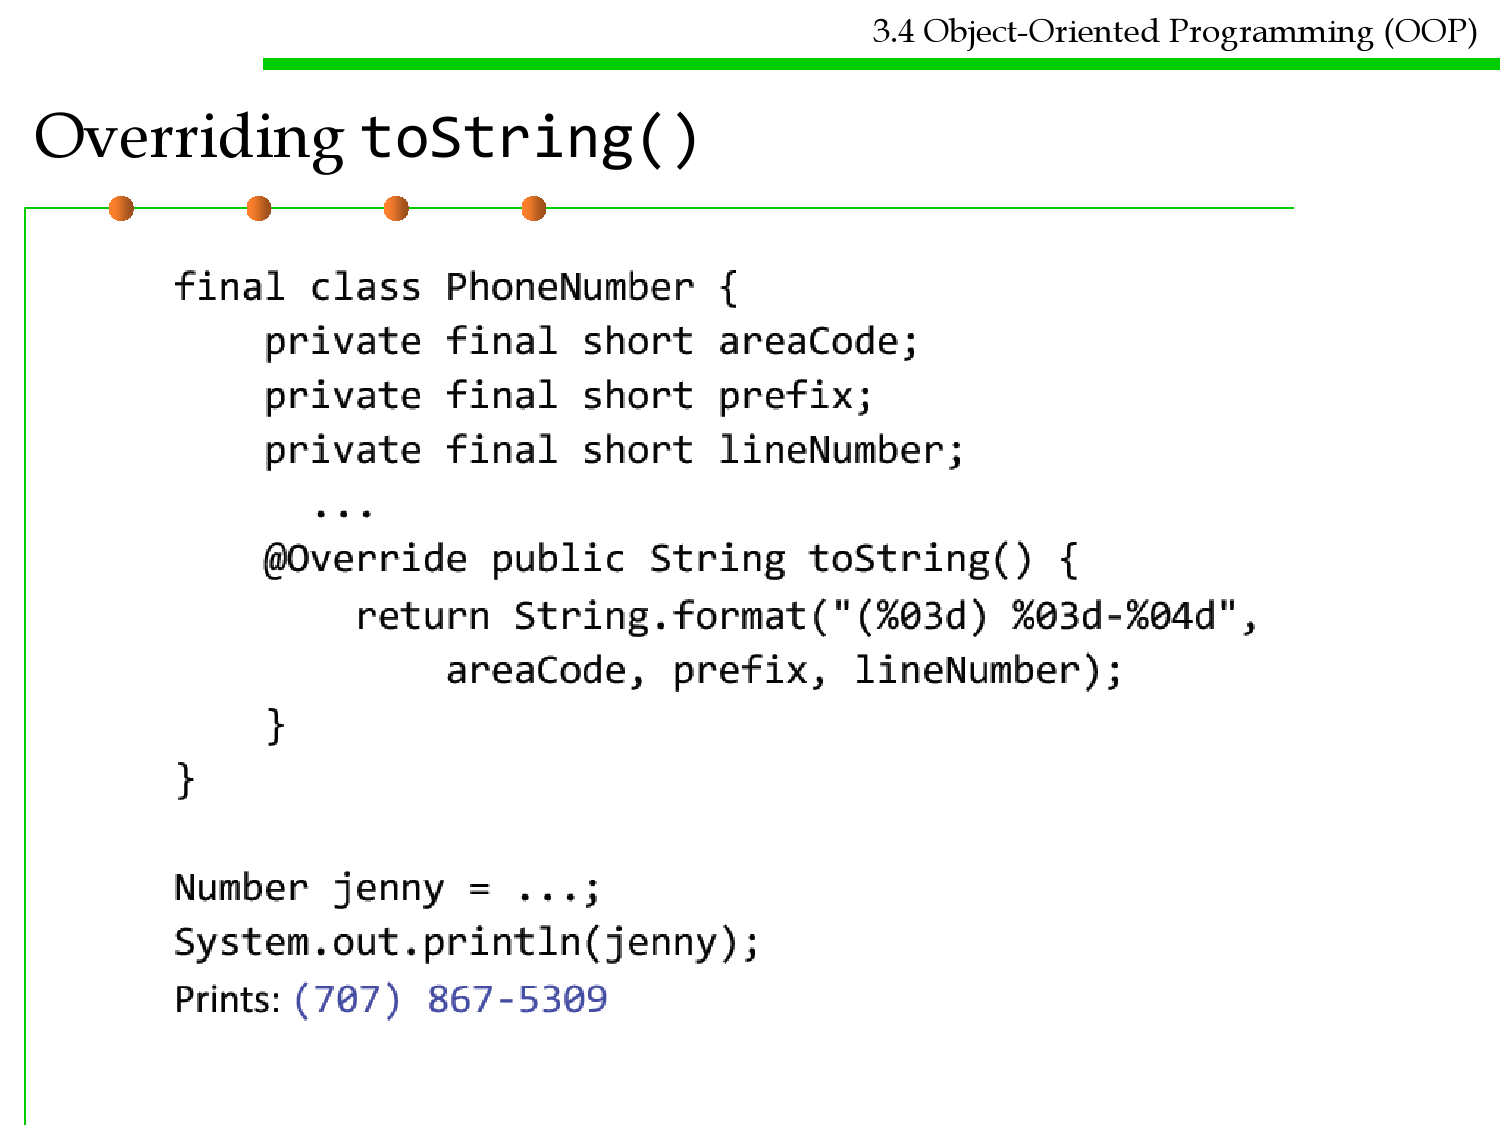 3.4 Object-Oriented Programming (OOP)
Overriding toString()
final class PhoneNumber {
    private final short areaCode;
    private final short prefix;
    private final short lineNumber;
      ...
    @Override public String toString() {
        return String.format("(%03d) %03d-%04d",
            areaCode, prefix, lineNumber);
    }
}
Number jenny = ...;
System.out.println(jenny);
Prints: (707) 867-5309